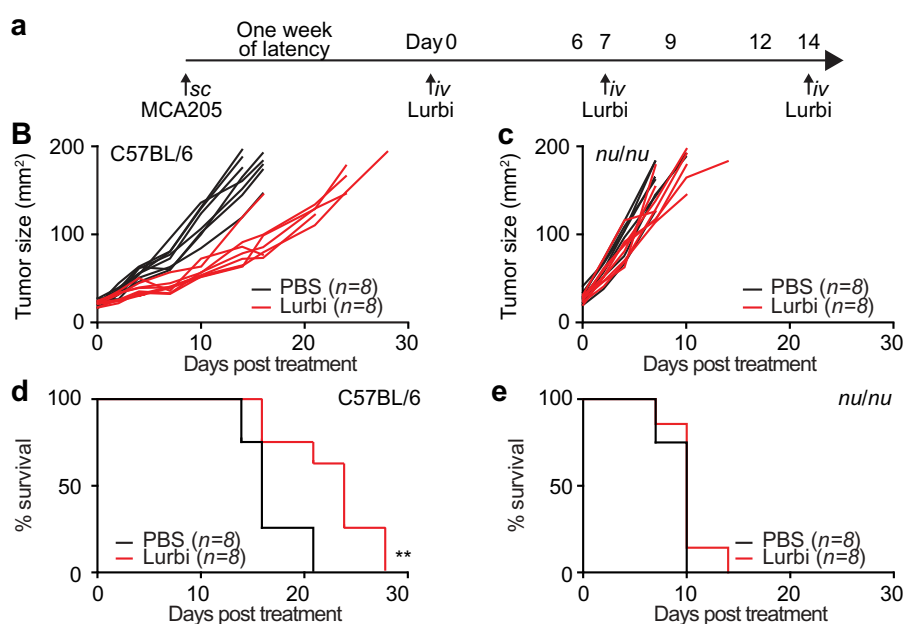 a
One week
of latency
Day 0 6 7 9 12 14
sc
MCA205
iv
Lurbi
iv
Lurbi
iv
Lurbi
B
C57BL/6
Tumor size (mm²)
200
100
0
PBS (n=8)
Lurbi (n=8)
0 10 20 30
Days post treatment
c
nu/nu
Tumor size (mm²)
200
100
0
PBS (n=8)
Lurbi (n=8)
0 10 20 30
Days post treatment
d
C57BL/6
% survival
100
50
0
PBS (n=8)
Lurbi (n=8)
**
0 10 20 30
Days post treatment
e
nu/nu
% survival
100
50
0
PBS (n=8)
Lurbi (n=8)
0 10 20 30
Days post treatment